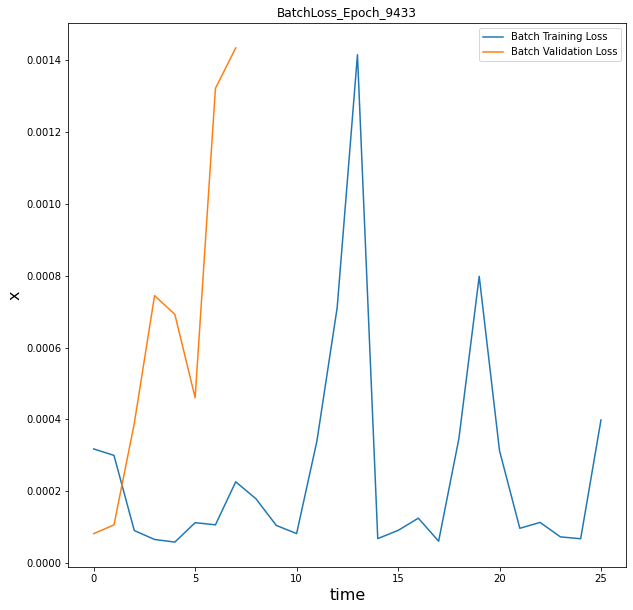 BatchLoss_Epoch_9433
Batch Training Loss
Batch Validation Loss
x
0.0014
0.0012
0.0010
0.0008
0.0006
0.0004
0.0002
0.0000
0 5 10 15 20 25
time